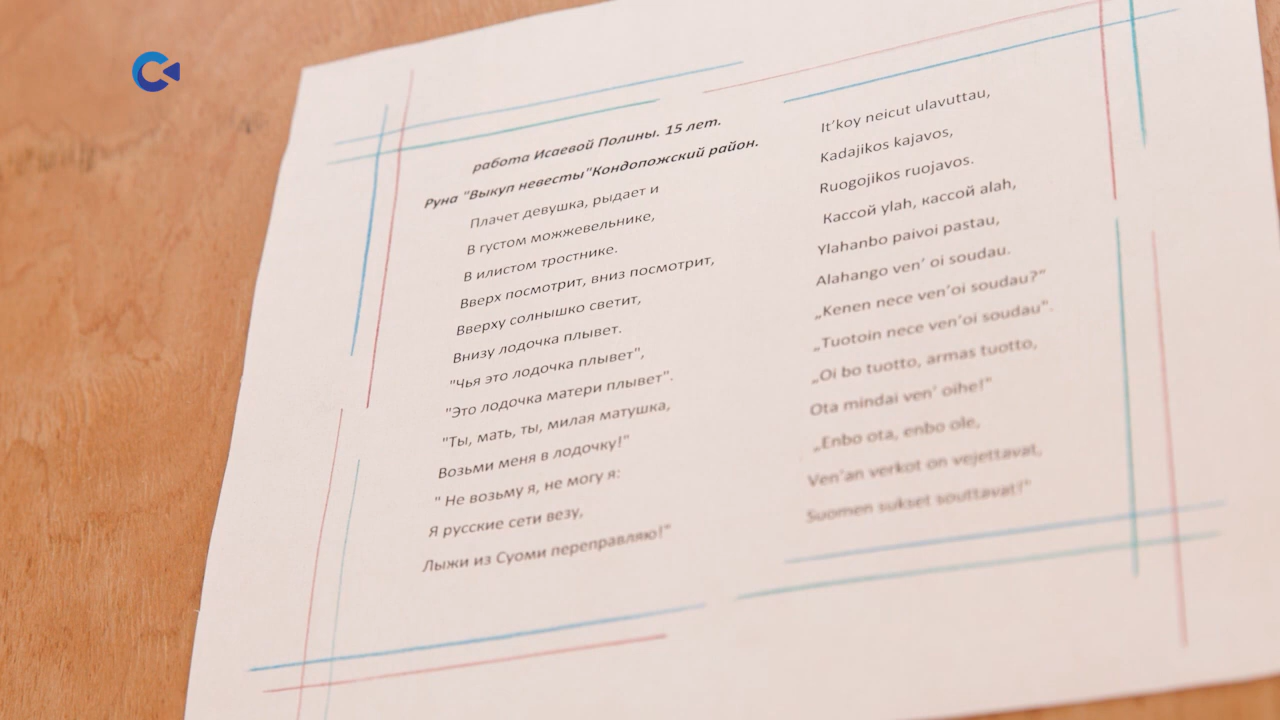 работа Исаевой Полины. 15 лет.
Руна "Выкуп невесты"Кондопожский район.
Плачет девушка, рыдает и
В густом можжевельнике,
В илистом тростнике.
Вверх посмотрит, вниз посмотрит,
Вверху солнышко светит,
Внизу лодочка плывет.
"Чья это лодочка плывет",
"Это лодочка матери плывет".
"Ты, мать, ты, милая матушка,
Возьми меня в лодочку!"
" Не возьму я, не могу я:
Я русские сети везу,
Лыжи из Суоми переправляю!"
It'koy neicut ulavuttau,
Kadajikos kajavos,
Ruogojikos ruojavos.
Кассой ylah, кассой alah,
Ylahanbo paivoi pastau,
Alahango ven' oi soudau.
„Kenen nece ven'oi soudau?"
„Tuotoin nece ven'oi soudau".
„Oi bo tuotto, armas tuotto,
Ota mindai ven' oihe!"
„Enbo ota, enbo ole,
Ven'an verkot on vejettavat,
Suomen sukset souttavat!"